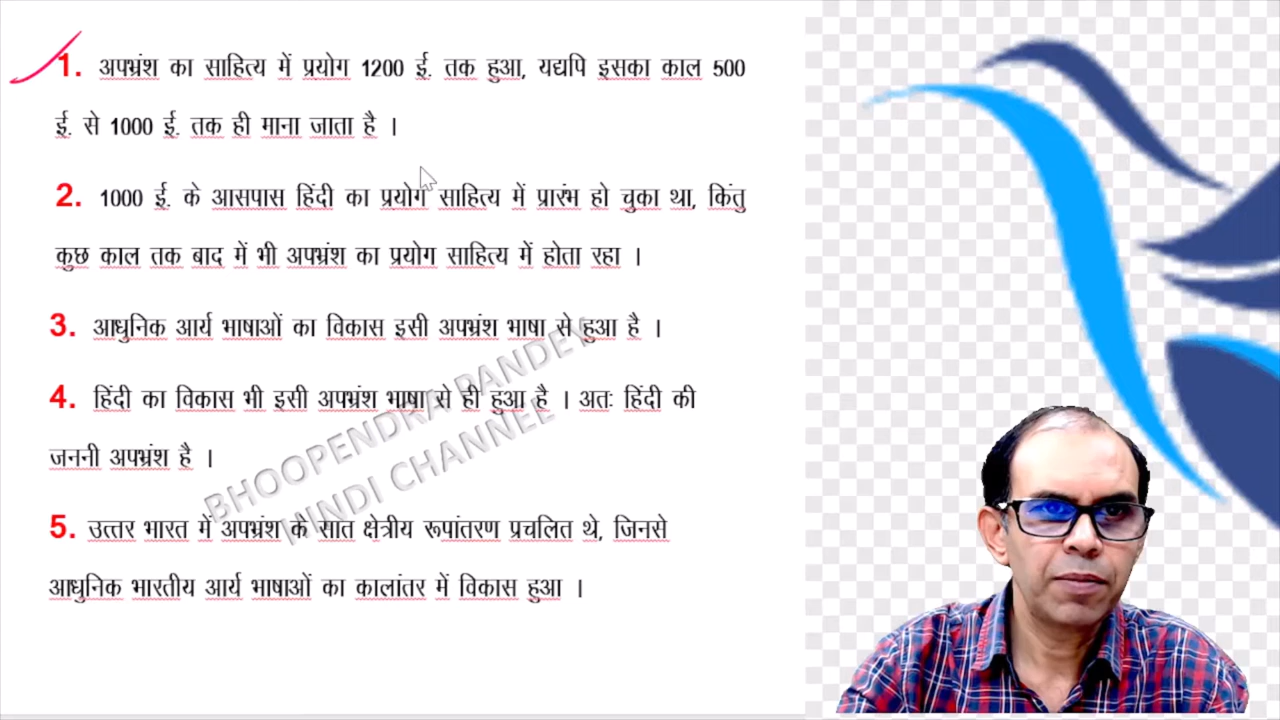 1. अपभ्रंश का साहित्य में प्रयोग 1200 ई. तक हुआ, यद्यपि इसका काल 500
ई. से 1000 ई. तक ही माना जाता है ।
2. 1000 ई. के आसपास हिंदी का प्रयोग साहित्य में प्रारंभ हो चुका था, किंतु
कुछ काल तक बाद में भी अपभ्रंश का प्रयोग साहित्य में होता रहा ।
3. आधुनिक आर्य भाषाओं का विकास इसी अपभ्रंश भाषा से हुआ है ।
4. हिंदी का विकास भी इसी अपभ्रंश भाषा से ही हुआ है । अतः हिंदी की
जननी अपभ्रंश है ।
5. उत्तर भारत में अपभ्रंश के सात क्षेत्रीय रूपांतरण प्रचलित थे, जिनसे
आधुनिक भारतीय आर्य भाषाओं का कालांतर में विकास हुआ ।
BHOOPENDRA PANDEY
HINDI CHANNEL